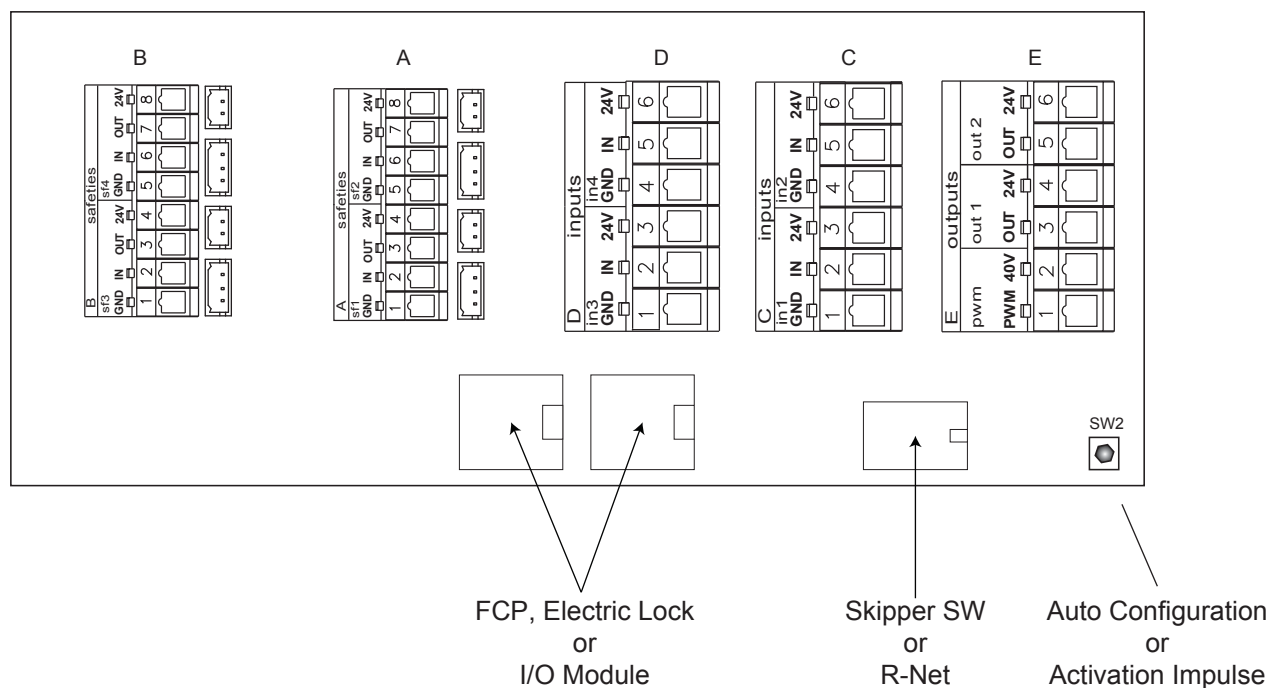 B
A
D
C
E
B
safeties
sf3
sf4
GND
IN
OUT
24V
GND
IN
OUT
24V
1
2
3
4
5
6
7
8
A
safeties
sf1
sf2
GND
IN
OUT
24V
GND
IN
OUT
24V
1
2
3
4
5
6
7
8
D
inputs
in3
in4
GND
IN
24V
GND
IN
24V
1
2
3
4
5
6
C
inputs
in1
in2
GND
IN
24V
GND
IN
24V
1
2
3
4
5
6
E
outputs
pwm
out 1
out 2
PWM
40V
OUT
24V
OUT
24V
1
2
3
4
5
6
SW2
FCP, Electric Lock
or
I/O Module
Skipper SW
or
R-Net
Auto Configuration
or
Activation Impulse